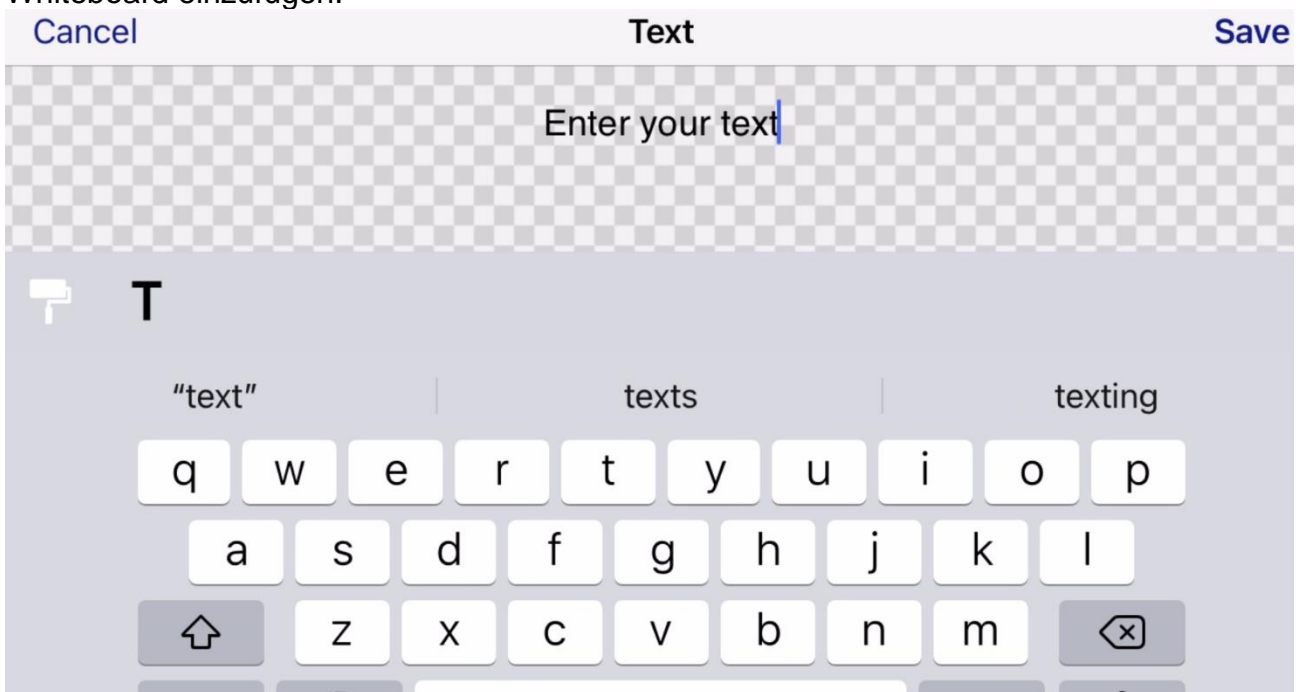 Whiteboard einzufügen.
Cancel Text Save
Enter your text
T
“text” texts texting
q w e r t y u i o p
a s d f g h j k l
z x c v b n m